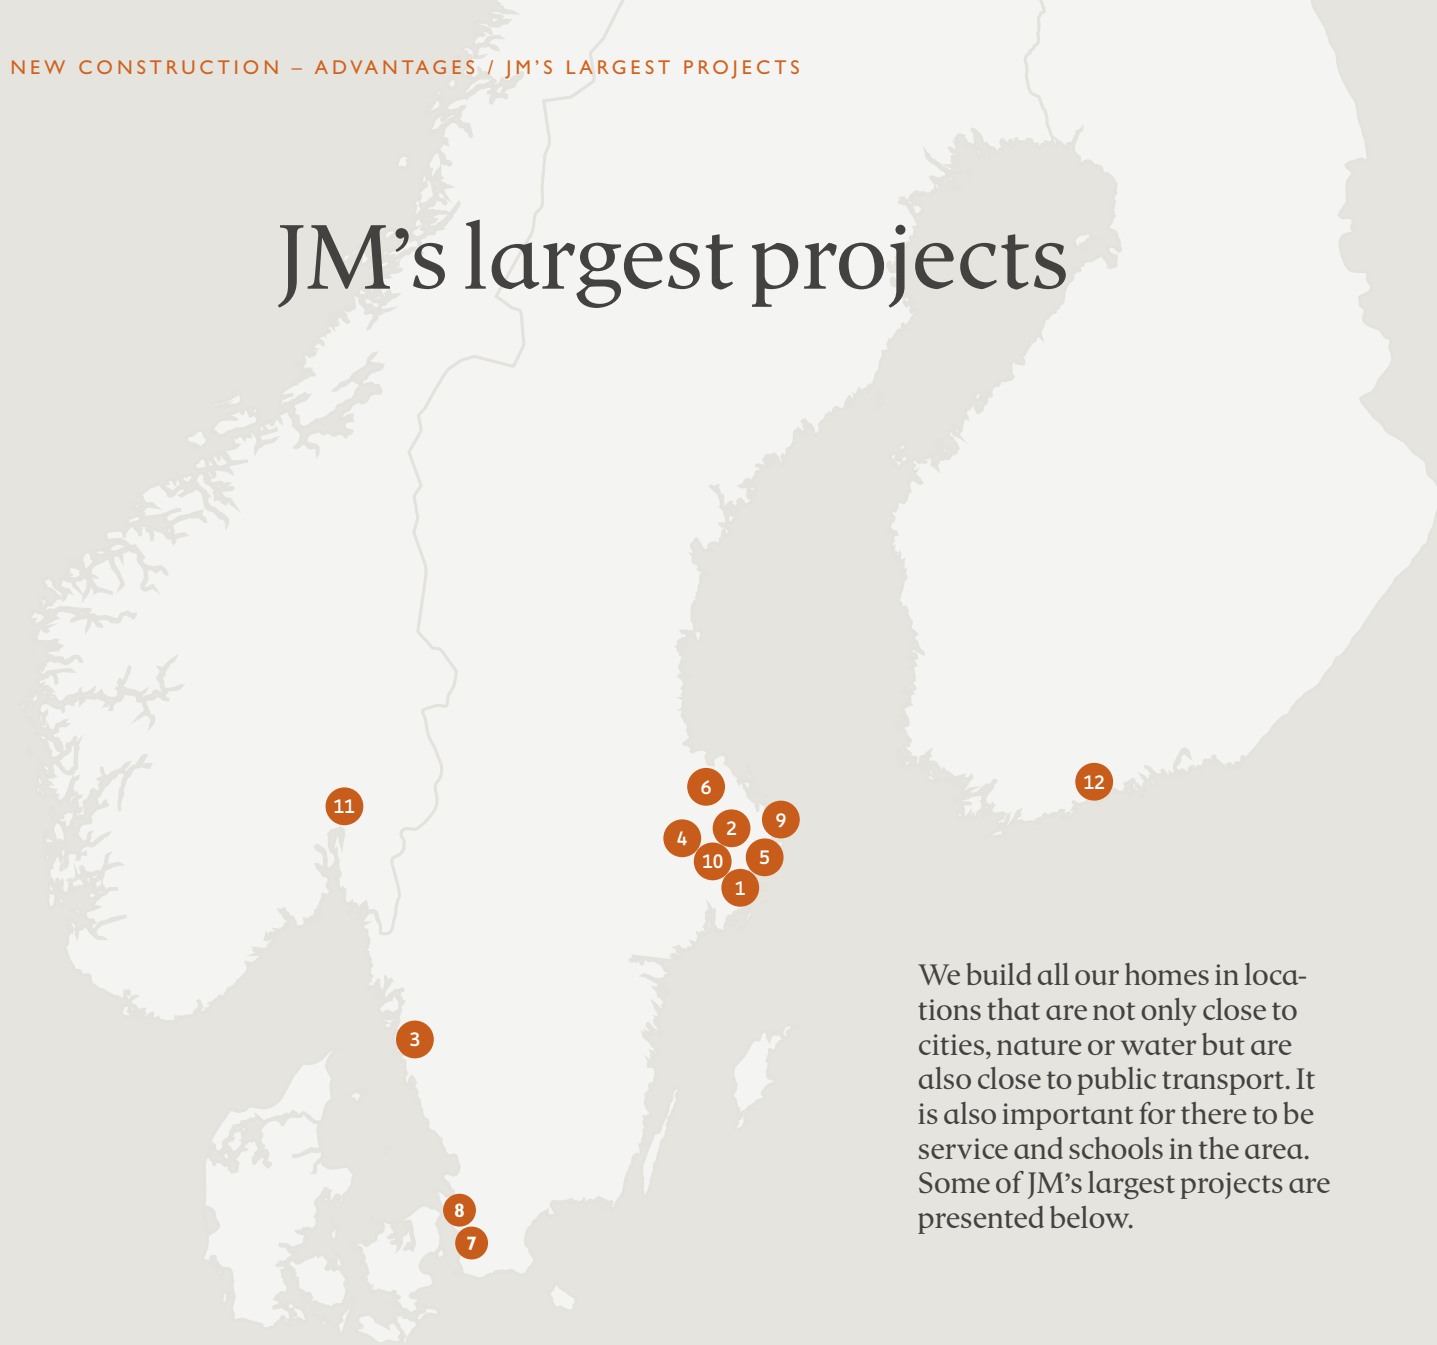 NEW CONSTRUCTION – ADVANTAGES / JM’S LARGEST PROJECTS
JM’s largest projects
6
11
12
9
2
4
10
5
1
We build all our homes in loca-
tions that are not only close to
cities, nature or water but are
also close to public transport. It
is also important for there to be
service and schools in the area.
Some of JM’s largest projects are
presented below.
3
8
7